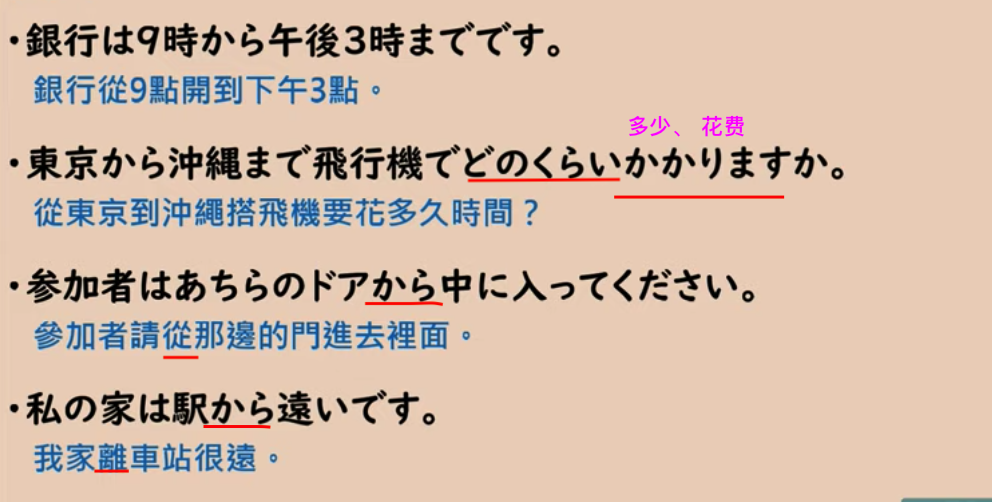 ・銀行は9時から午後3時までです。
銀行從9點開到下午3點。
多少、 花费
・東京から沖縄まで飛行機でどのくらいかかりますか。
從東京到沖繩搭飛機要花多久時間？
・参加者はあちらのドアから中に入ってください。
參加者請從那邊的門進去裡面。
・私の家は駅から遠いです。
我家離車站很遠。